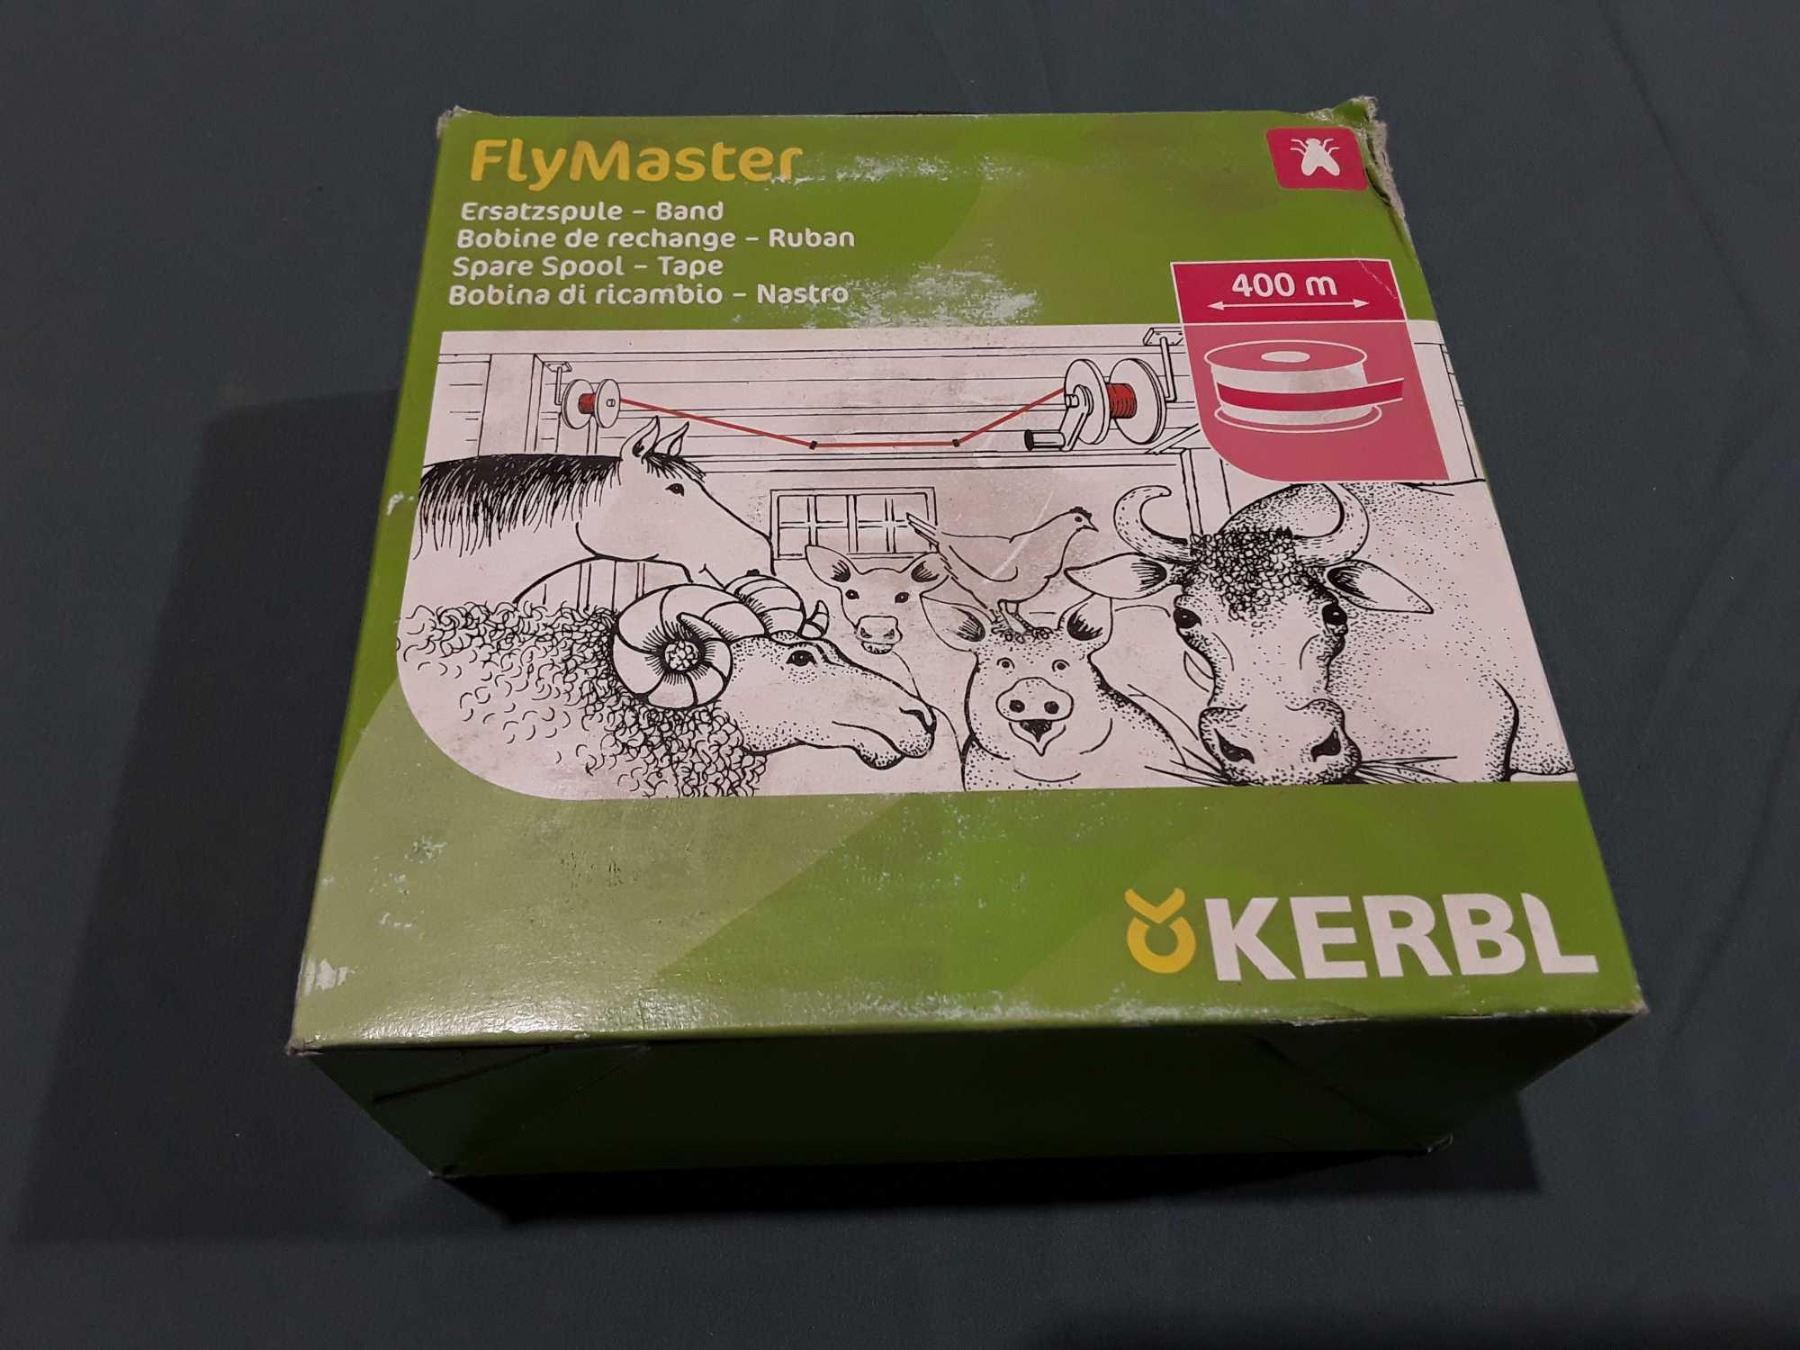 FlyMaster
Ersatzspule – Band
Bobine de rechange – Ruban
Spare Spool – Tape
Bobina di ricambio – Nastro
400 m
KERBL